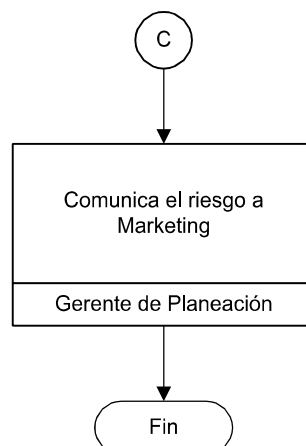 C
Comunica el riesgo a
Marketing
Gerente de Planeación
Fin